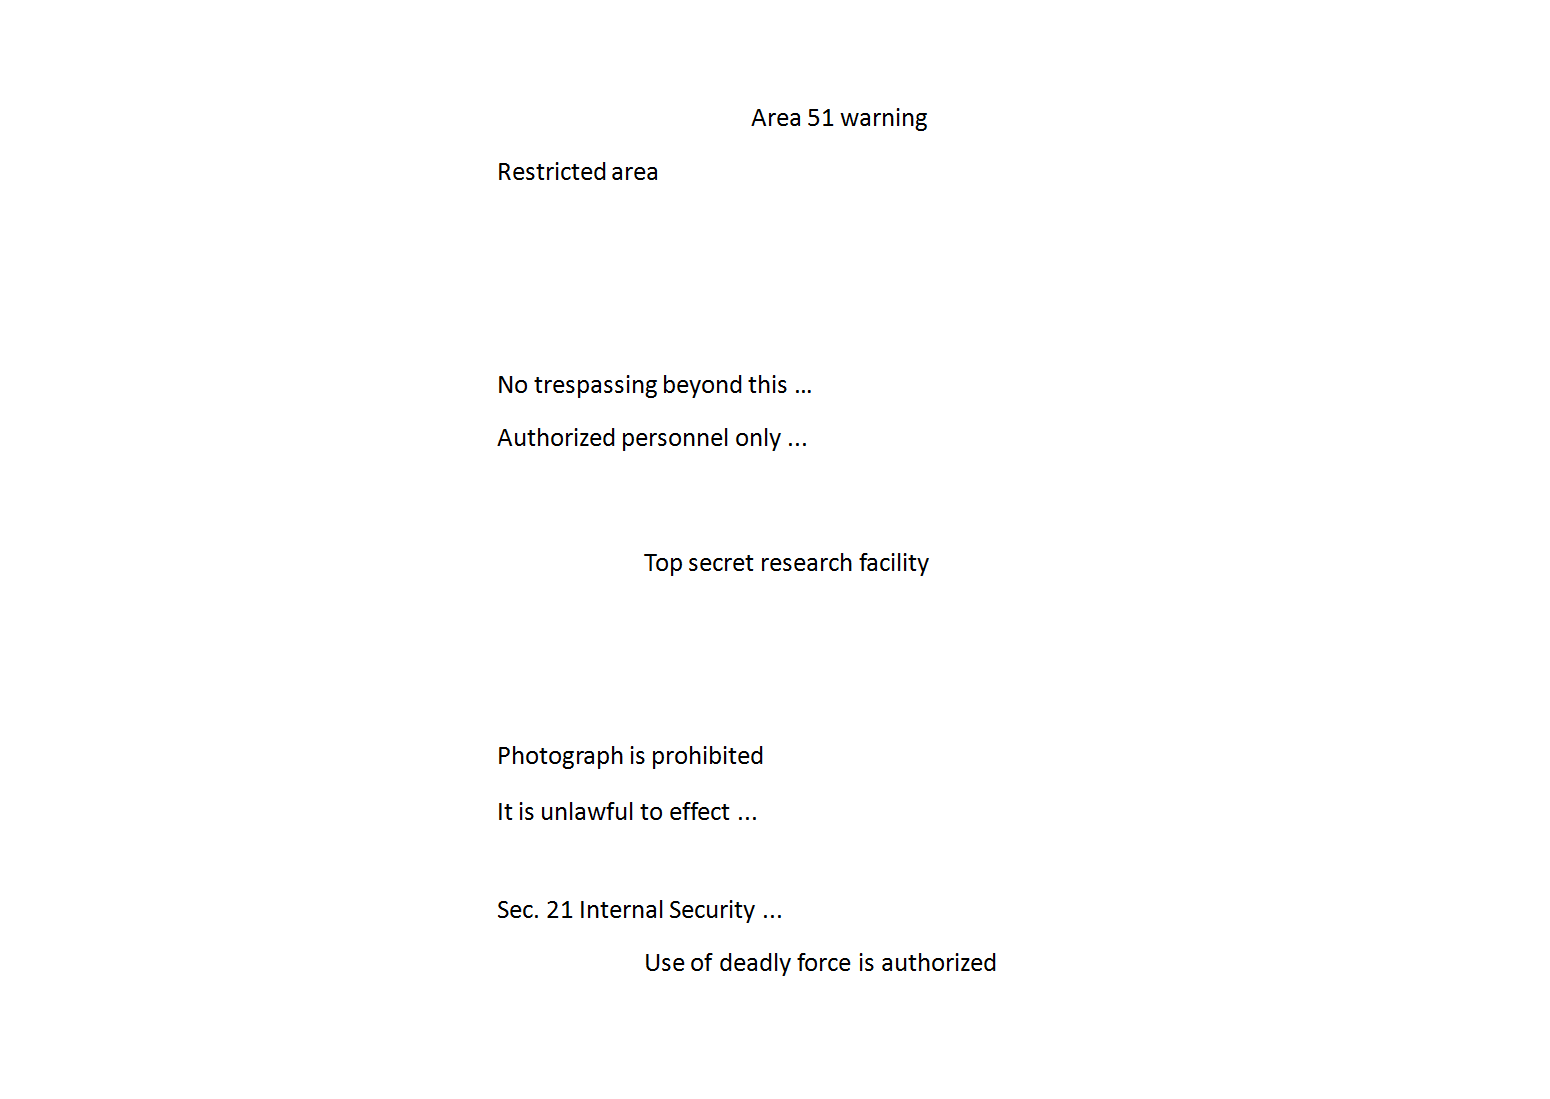 Area 51 warning
Restricted area
No trespassing beyond this ...
Authorized personnel only ...
Top secret research facility
Photograph is prohibited
It is unlawful to effect ...
Sec. 21 Internal Security ...
Use of deadly force is authorized